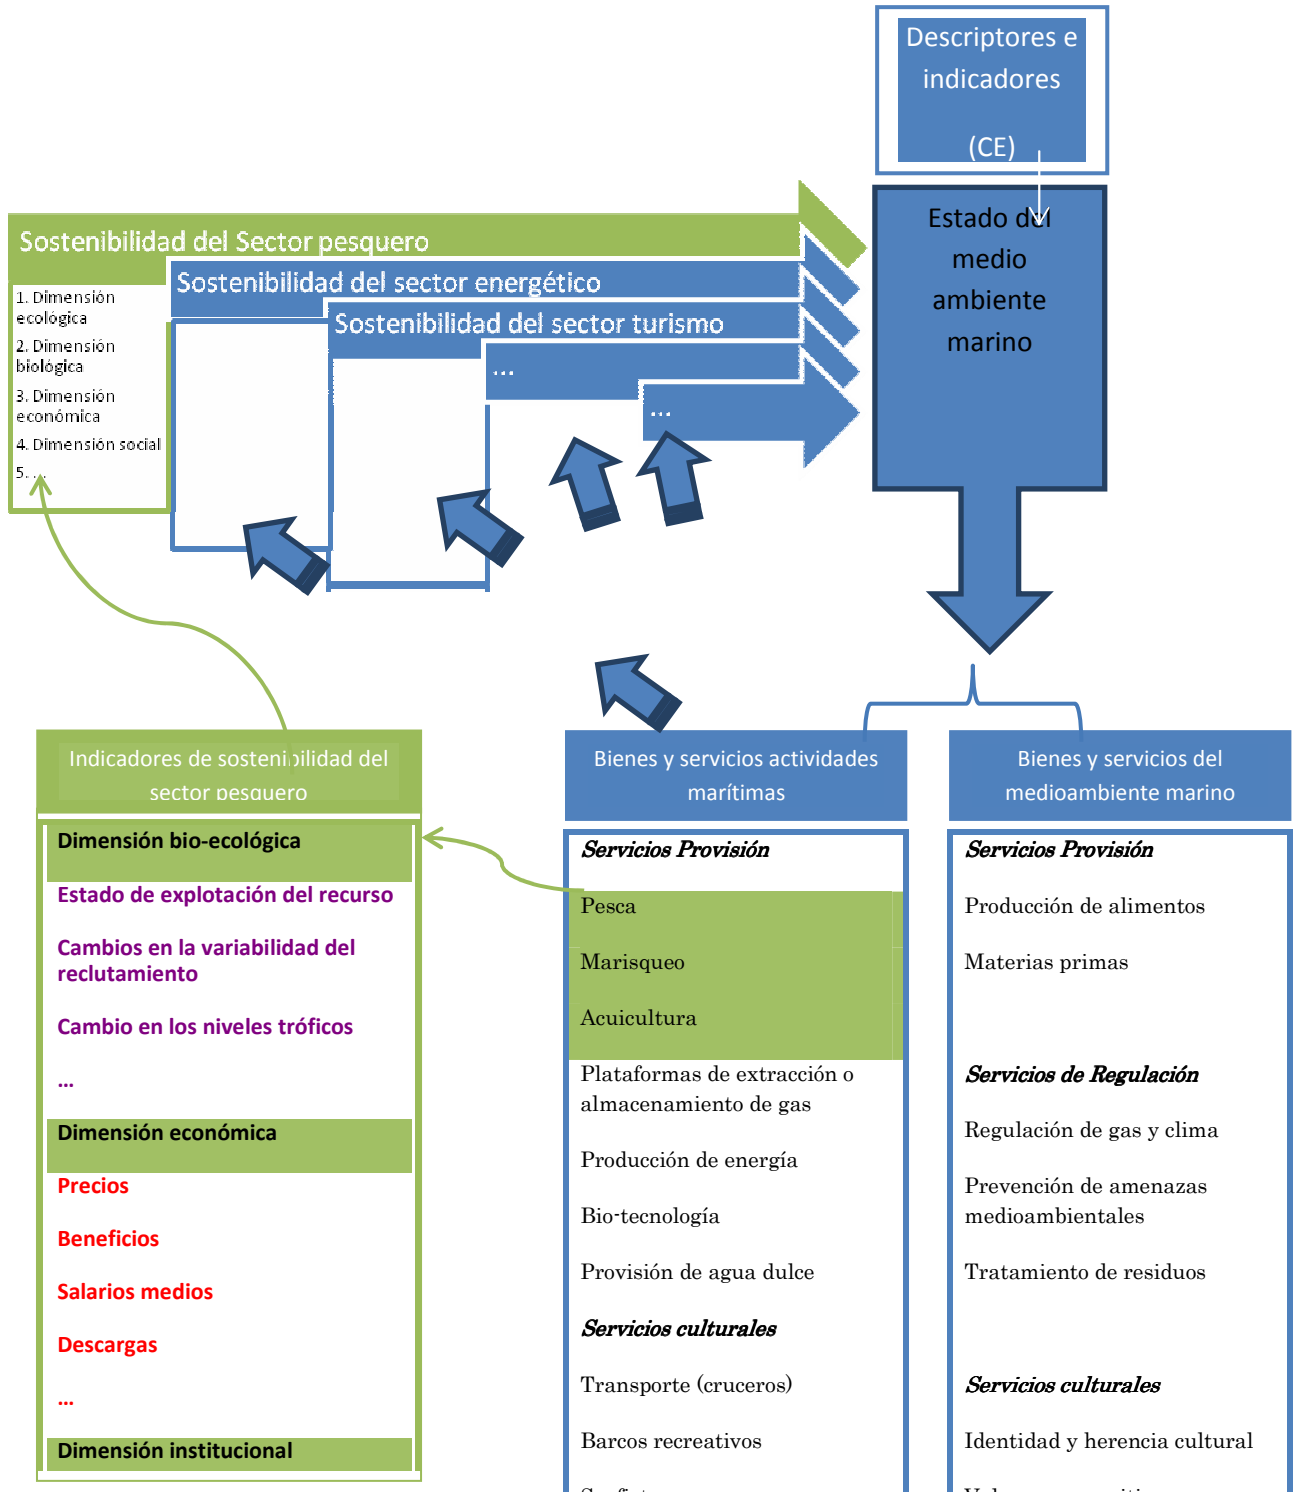 Descriptores e
indicadores
(CE)
Estado del
medio
ambiente
marino
Sostenibilidad del Sector pesquero
Sostenibilidad del sector energético
Sostenibilidad del sector turismo
...
...
1. Dimensión
ecológica
2. Dimensión
biológica
3. Dimensión
económica
4. Dimensión social
5. ...
Indicadores de sostenibilidad del
sector pesquero
Dimensión bio-ecológica
Estado de explotación del recurso
Cambios en la variabilidad del
reclutamiento
Cambio en los niveles tróficos
...
Dimensión económica
Precios
Beneficios
Salarios medios
Descargas
...
Dimensión institucional
Bienes y servicios actividades
marítimas
Servicios Provisión
Pesca
Marisqueo
Acuicultura
Plataformas de extracción o
almacenamiento de gas
Producción de energía
Bio-tecnología
Provisión de agua dulce
Servicios culturales
Transporte (cruceros)
Barcos recreativos
Bienes y servicios del
medioambiente marino
Servicios Provisión
Producción de alimentos
Materias primas
Servicios de Regulación
Regulación de gas y clima
Prevención de amenazas
medioambientales
Tratamiento de residuos
Servicios culturales
Identidad y herencia cultural